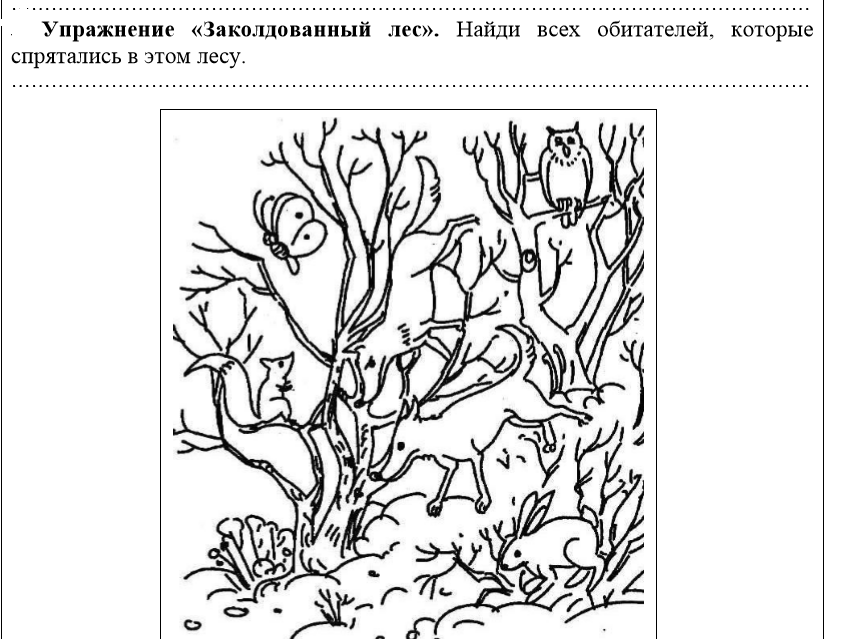 Упражнение «Заколдованный лес». Найди всех обитателей, которые
спрятались в этом лесу.